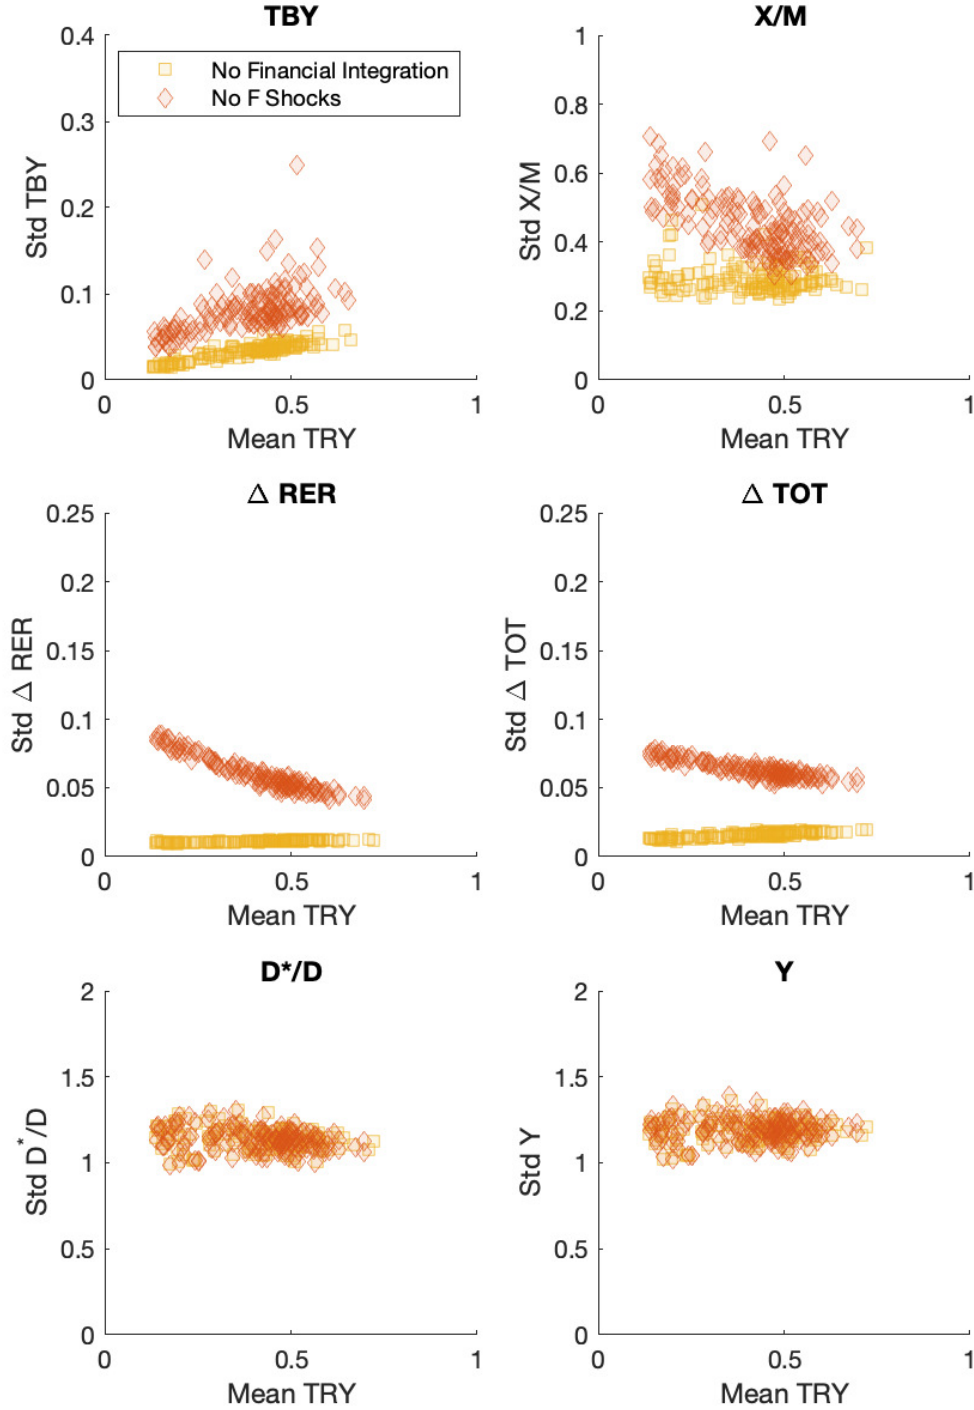 TBY
0.4
0.3
0.2
0.1
0
0
0.5
1
Std TBY
Mean TRY
No Financial Integration
No F Shocks
X/M
1
0.8
0.6
0.4
0.2
0
0
0.5
1
Std X/M
Mean TRY
Δ RER
0.25
0.2
0.15
0.1
0.05
0
0
0.5
1
Std Δ RER
Mean TRY
Δ TOT
0.25
0.2
0.15
0.1
0.05
0
0
0.5
1
Std Δ TOT
Mean TRY
D*/D
2
1.5
1
0.5
0
0
0.5
1
Std D*/D
Mean TRY
Y
2
1.5
1
0.5
0
0
0.5
1
Std Y
Mean TRY